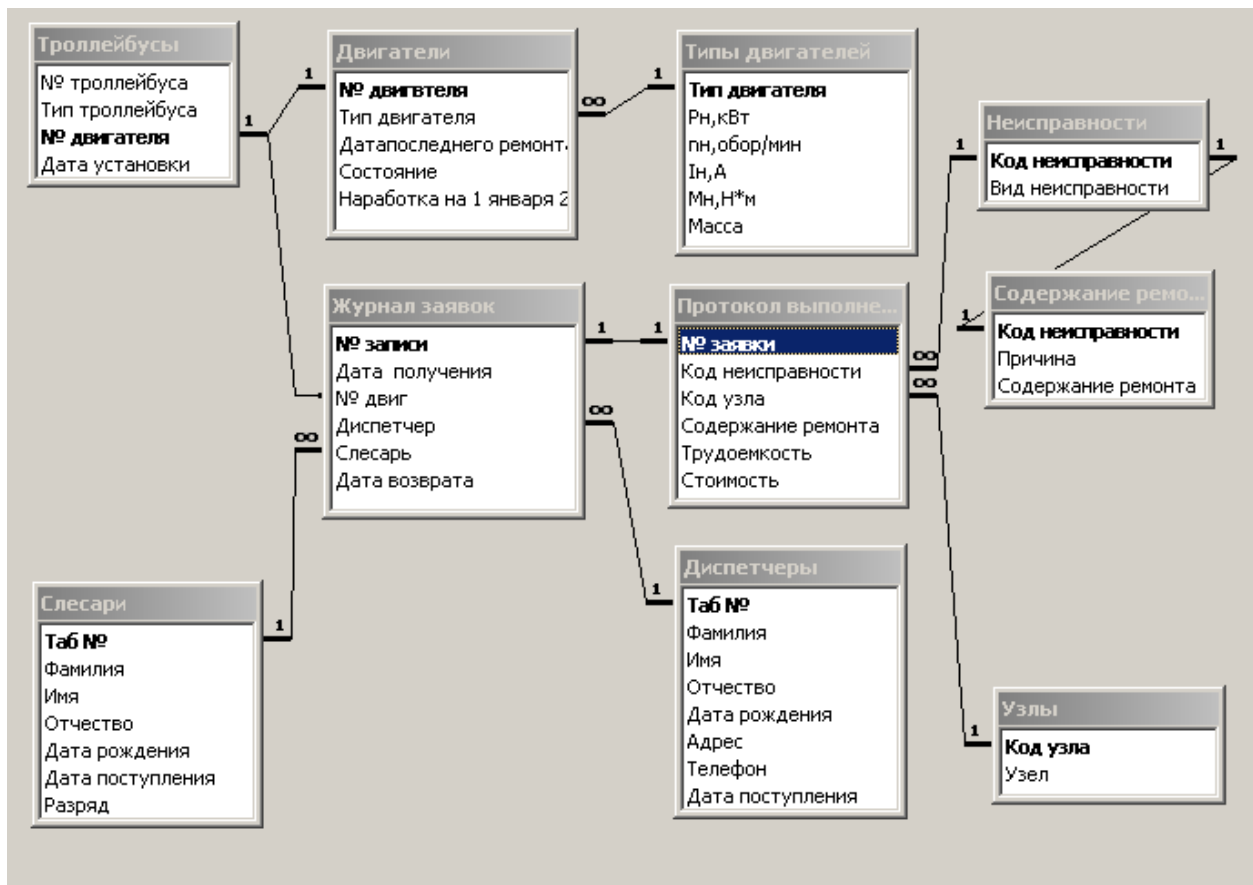 Троллейбусы
№ троллейбуса
Тип троллейбуса
№ двигателя
Дата установки
1
1
Двигатели
№ двигвтеля
Тип двигателя
Датапоследнего ремонта
Состояние
Наработка на 1 января 2
∞
1
Типы двигателей
Тип двигателя
Рн,кВт
nн,обор/мин
Iн,А
Мн,Н*м
Масса
Неисправности
Код неисправности
Вид неисправности
1
1
Содержание ремо...
Код неисправности
Причина
Содержание ремонта
1
Журнал заявок
№ записи
Дата получения
№ двиг
Диспетчер
Слесарь
Дата возврата
1
1
∞
∞
Протокол выполне...
№ заявки
Код неисправности
Код узла
Содержание ремонта
Трудоемкость
Стоимость
∞
∞
Слесари
Таб №
Фамилия
Имя
Отчество
Дата рождения
Дата поступления
Разряд
1
Диспетчеры
Таб №
Фамилия
Имя
Отчество
Дата рождения
Адрес
Телефон
Дата поступления
1
Узлы
Код узла
Узел
1